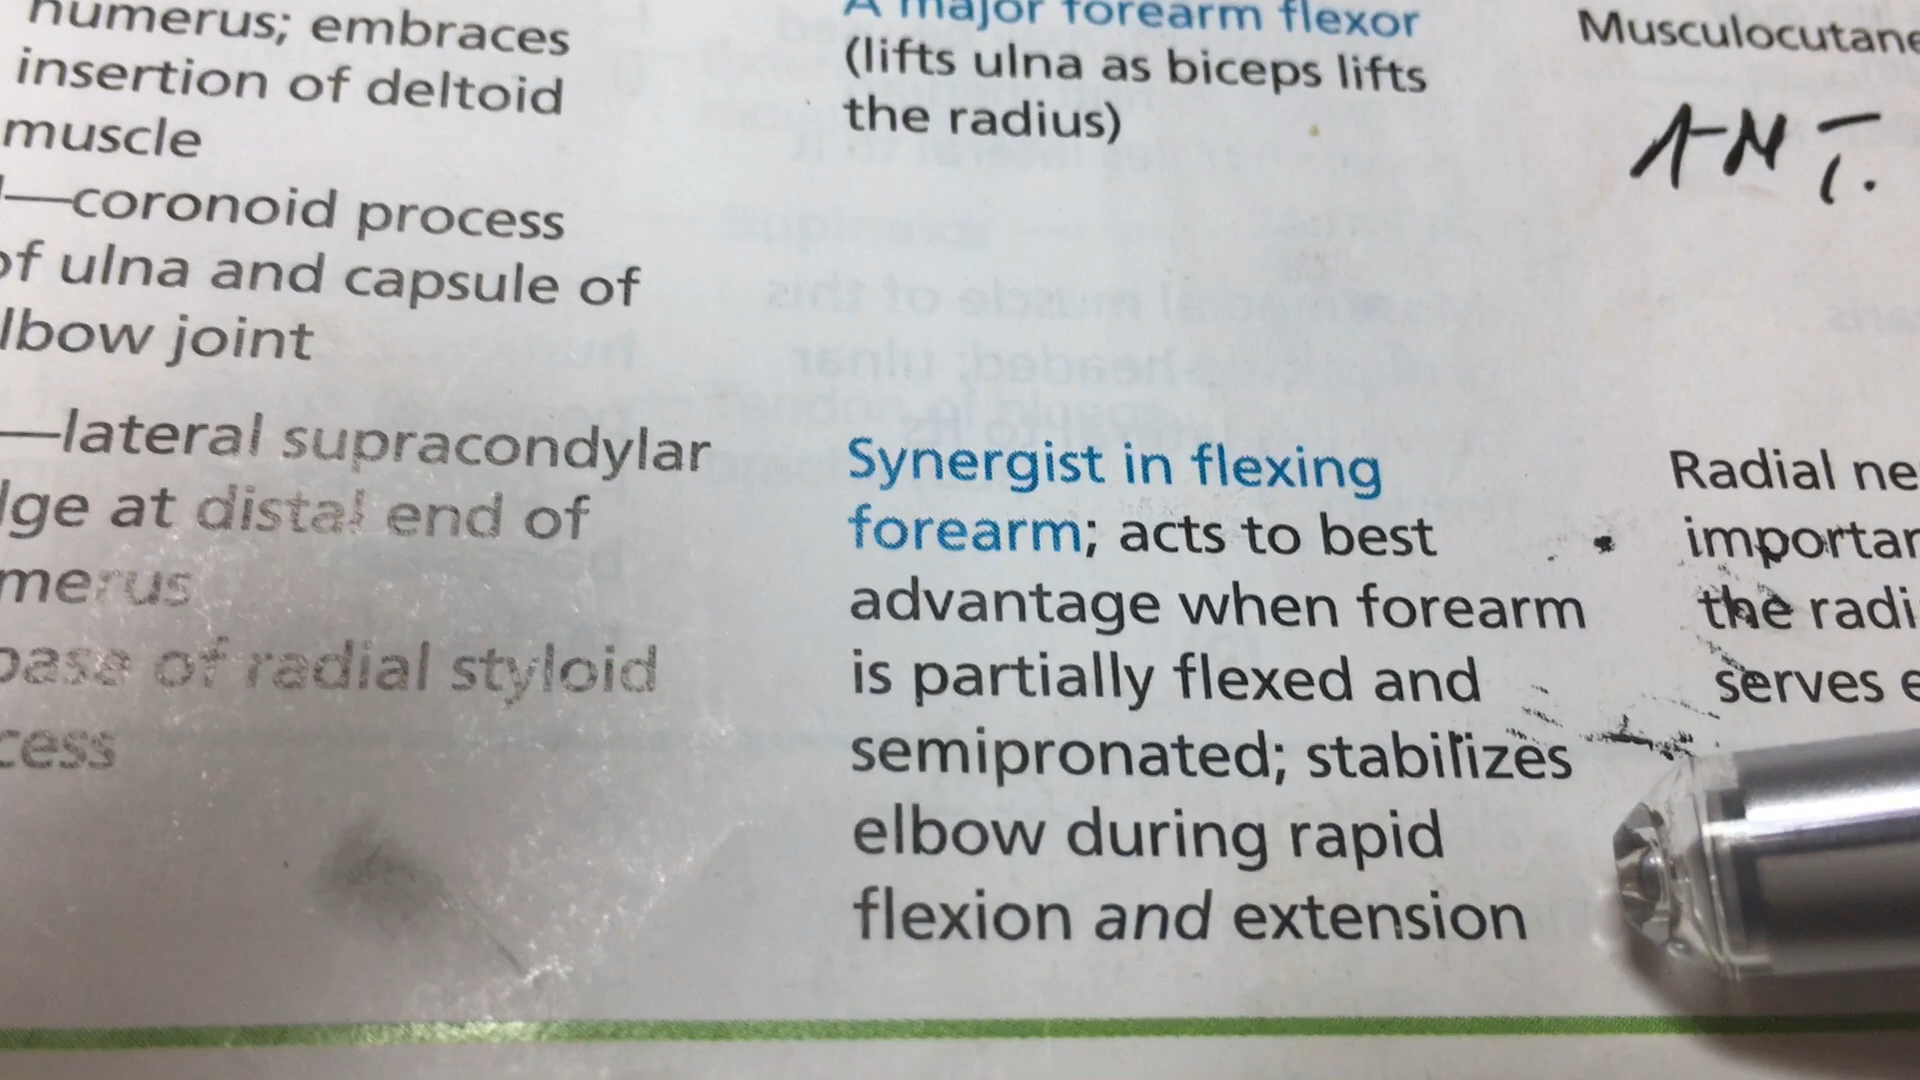 humerus; embraces
insertion of deltoid
muscle
—coronoid process
of ulna and capsule of
lbow joint
—lateral supracondylar
dge at distal end of
merus
base of radial styloid
cess
A major forearm flexor
(lifts ulna as biceps lifts
the radius)
Synergist in flexing
forearm; acts to best
advantage when forearm
is partially flexed and
semipronated; stabilizes
elbow during rapid
flexion and extension
Musculocutane
ANT.
Radial ne
importan
the radi
serves e